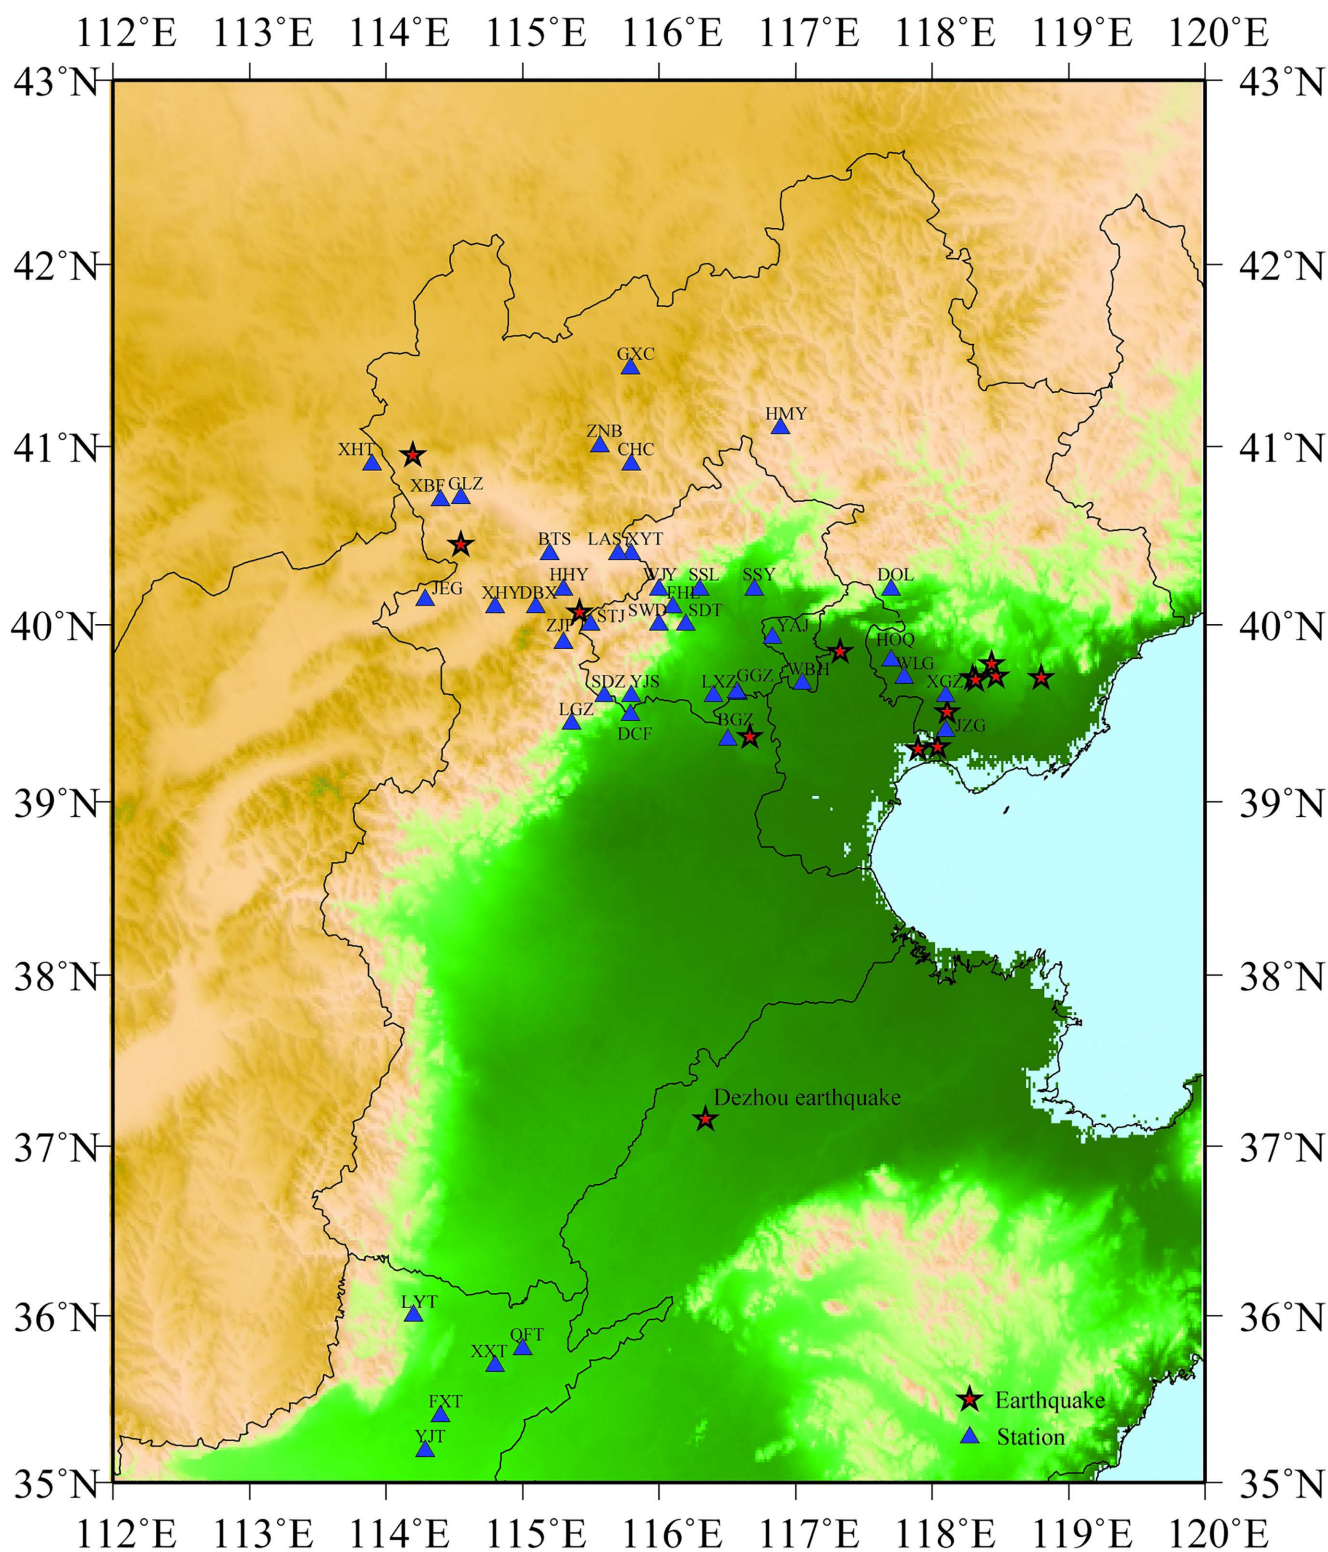 112˚E 113˚E 114˚E 115˚E 116˚E 117˚E 118˚E 119˚E 120˚E
43˚N 43˚N
42˚N 42˚N
GXC
HMY
ZNB
41˚N 41˚N
XHT CHC
XBF GLZ
BTS LAS XYT
HHY WJY SSL SSY DOL
JEG XHY DBX FHL
SWD SDT
40˚N STJ 40˚N
ZJF YAJ
HOQ
WBH WLG
SDZ YJS LXZ GGZ XGZ
LGZ
BGZ JZG
DCF
39˚N 39˚N
38˚N 38˚N
Dezhou earthquake
37˚N 37˚N
36˚N 36˚N
LYT
QFT
XXT
FXT Earthquake
YJT Station
35˚N 35˚N
112˚E 113˚E 114˚E 115˚E 116˚E 117˚E 118˚E 119˚E 120˚E